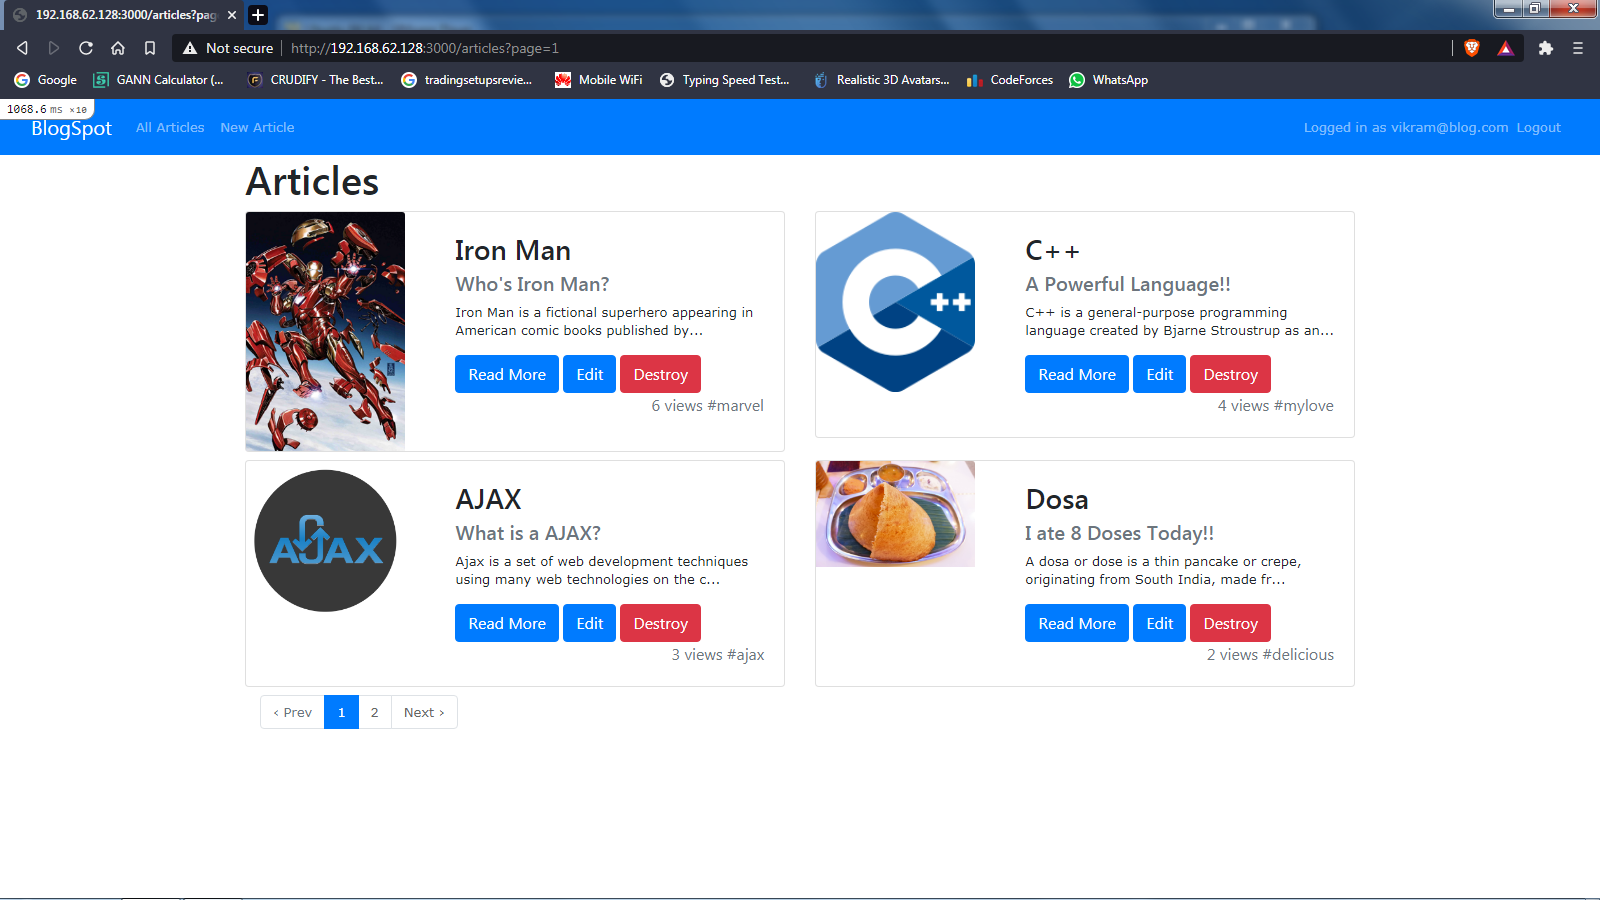 192.168.62.128:3000/articles?pag
Not secure
http://192.168.62.128:3000/articles?page=1
Google
GANN Calculator (...
CRUDIFY - The Best...
tradingsetupsrevie...
Mobile WiFi
Typing Speed Test...
Realistic 3D Avatars...
CodeForces
WhatsApp
1068.6 ms ×10
BlogSpot
All Articles
New Article
Logged in as vikram@blog.com
Logout
Articles
Iron Man
Who's Iron Man?
Iron Man is a fictional superhero appearing in
American comic books published by...
Read More
Edit
Destroy
6 views #marvel
C++
C++
A Powerful Language!!
C++ is a general-purpose programming
language created by Bjarne Stroustrup as an...
Read More
Edit
Destroy
4 views #mylove
AJAX
AJAX
What is a AJAX?
Ajax is a set of web development techniques
using many web technologies on the c...
Read More
Edit
Destroy
3 views #ajax
Dosa
I ate 8 Doses Today!!
A dosa or dose is a thin pancake or crepe,
originating from South India, made fr...
Read More
Edit
Destroy
2 views #delicious
‹ Prev
1
2
Next ›